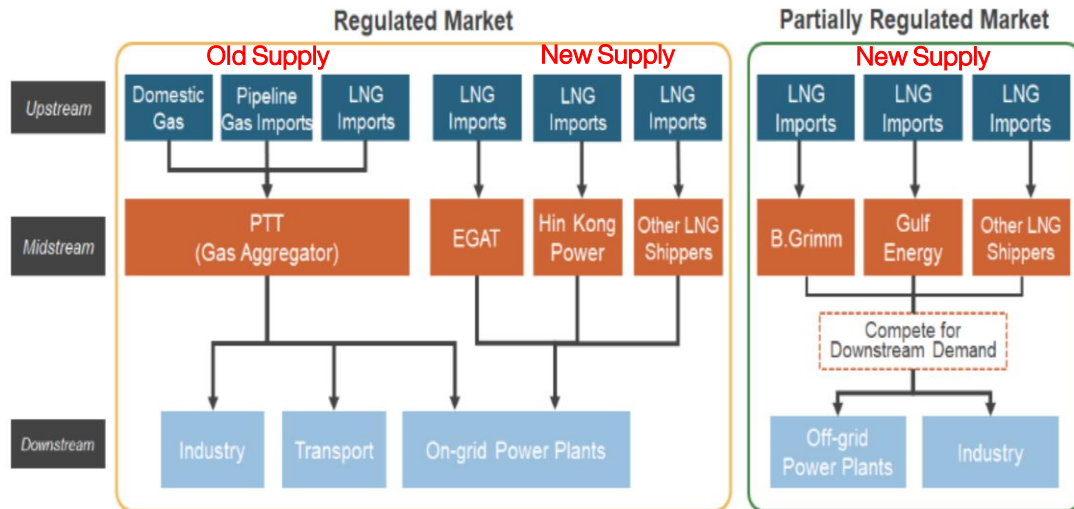 Regulated Market
Partially Regulated Market
Old Supply
New Supply
New Supply
Upstream
Domestic
Gas
Pipeline
Gas Imports
LNG
Imports
LNG
Imports
LNG
Imports
LNG
Imports
LNG
Imports
LNG
Imports
LNG
Imports
Midstream
PTT
(Gas Aggregator)
EGAT
Hin Kong
Power
Other LNG
Shippers
B.Grimm
Gulf
Energy
Other LNG
Shippers
Compete for
Downstream Demand
Downstream
Industry
Transport
On-grid Power Plants
Off-grid
Power Plants
Industry